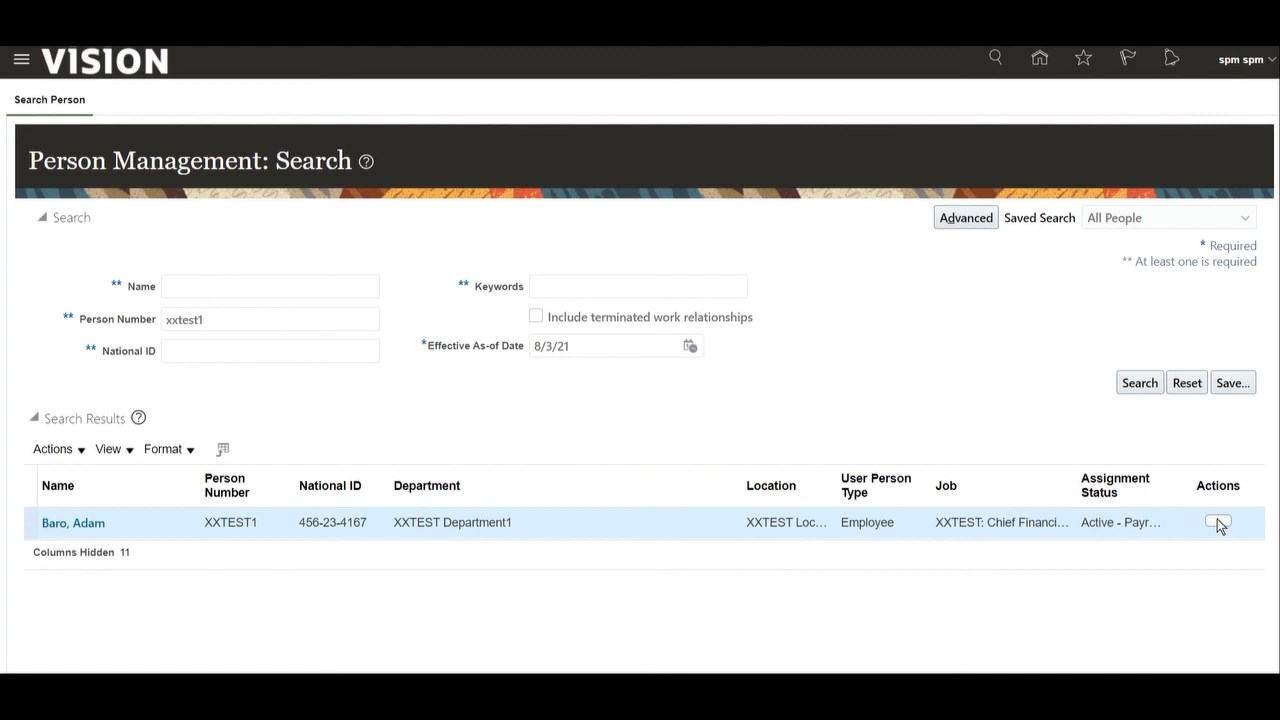 VISION
spm spm
Search Person
Person Management: Search
Search
Advanced Saved Search All People
* Required
** At least one is required
** Name
** Keywords
** Person Number xxtest1
Include terminated work relationships
** National ID
* Effective As-of Date 8/3/21
Search Reset Save...
Search Results
Actions View Format
Name Person Number National ID Department Location User Person Type Job Assignment Status Actions
Baro, Adam XXTEST1 456-23-4167 XXTEST Department1 XXTEST Loc... Employee XXTEST: Chief Financi... Active - Payr...
Columns Hidden 11